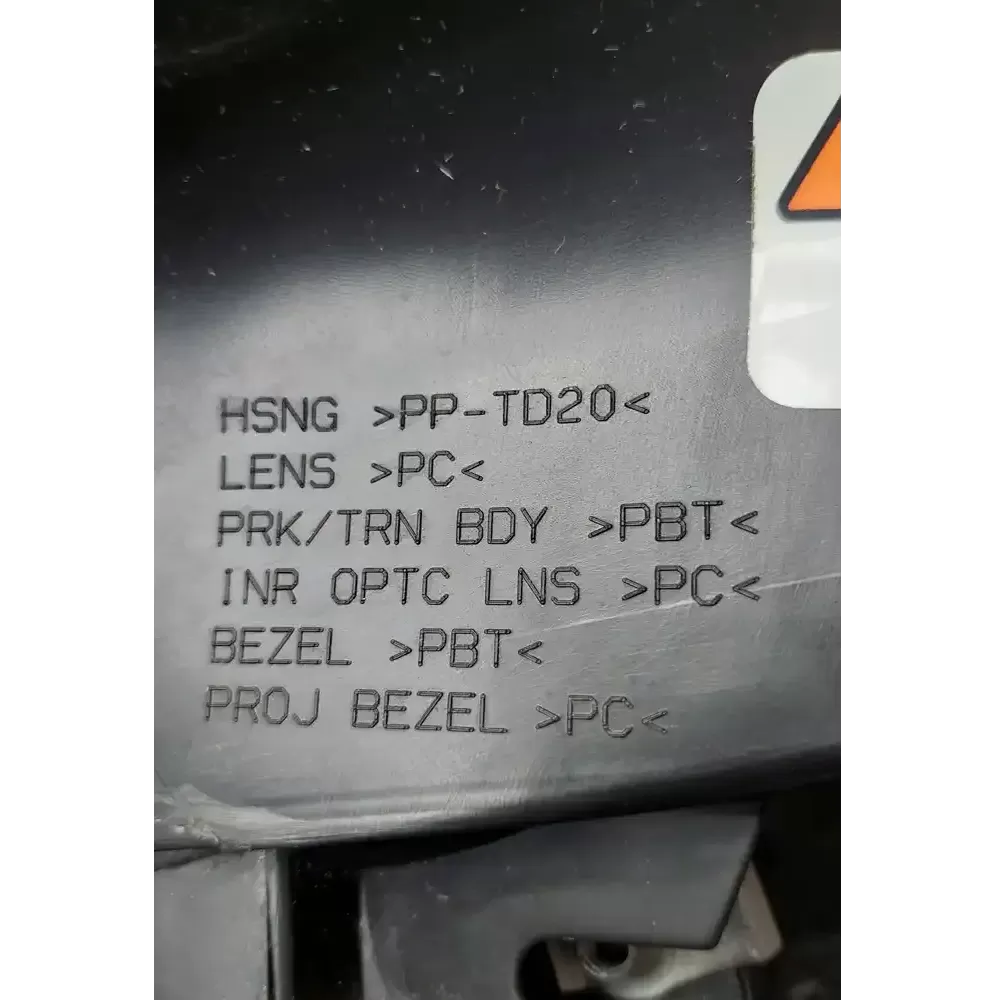 HSNG >PP-TD20<
LENS >PC<
PRK/TRN BDY >PBT<
INR OPTC LNS >PC<
BEZEL >PBT<
PROJ BEZEL >PC<